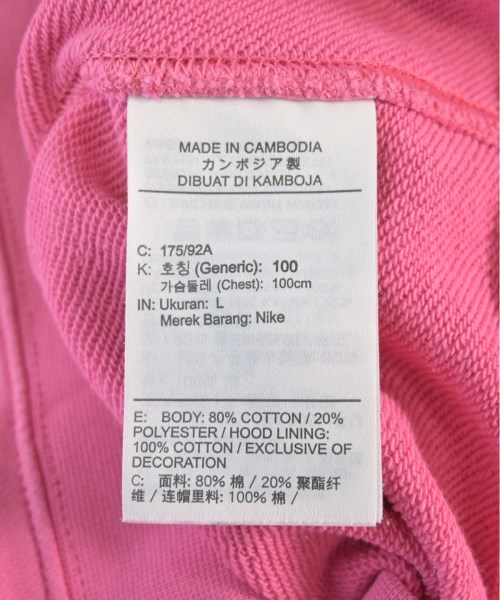 MADE IN CAMBODIA
カンボジア製
DIBUAT DI KAMBOJA
C: 175/92A
K: 호칭 (Generic): 100
가슴둘레 (Chest): 100cm
IN: Ukuran: L
Merek Barang: Nike
E: BODY: 80% COTTON / 20%
POLYESTER / HOOD LINING:
100% COTTON / EXCLUSIVE OF
DECORATION
C: 面料: 80% 棉 / 20% 聚酯纤
维 / 连帽里料: 100% 棉 /